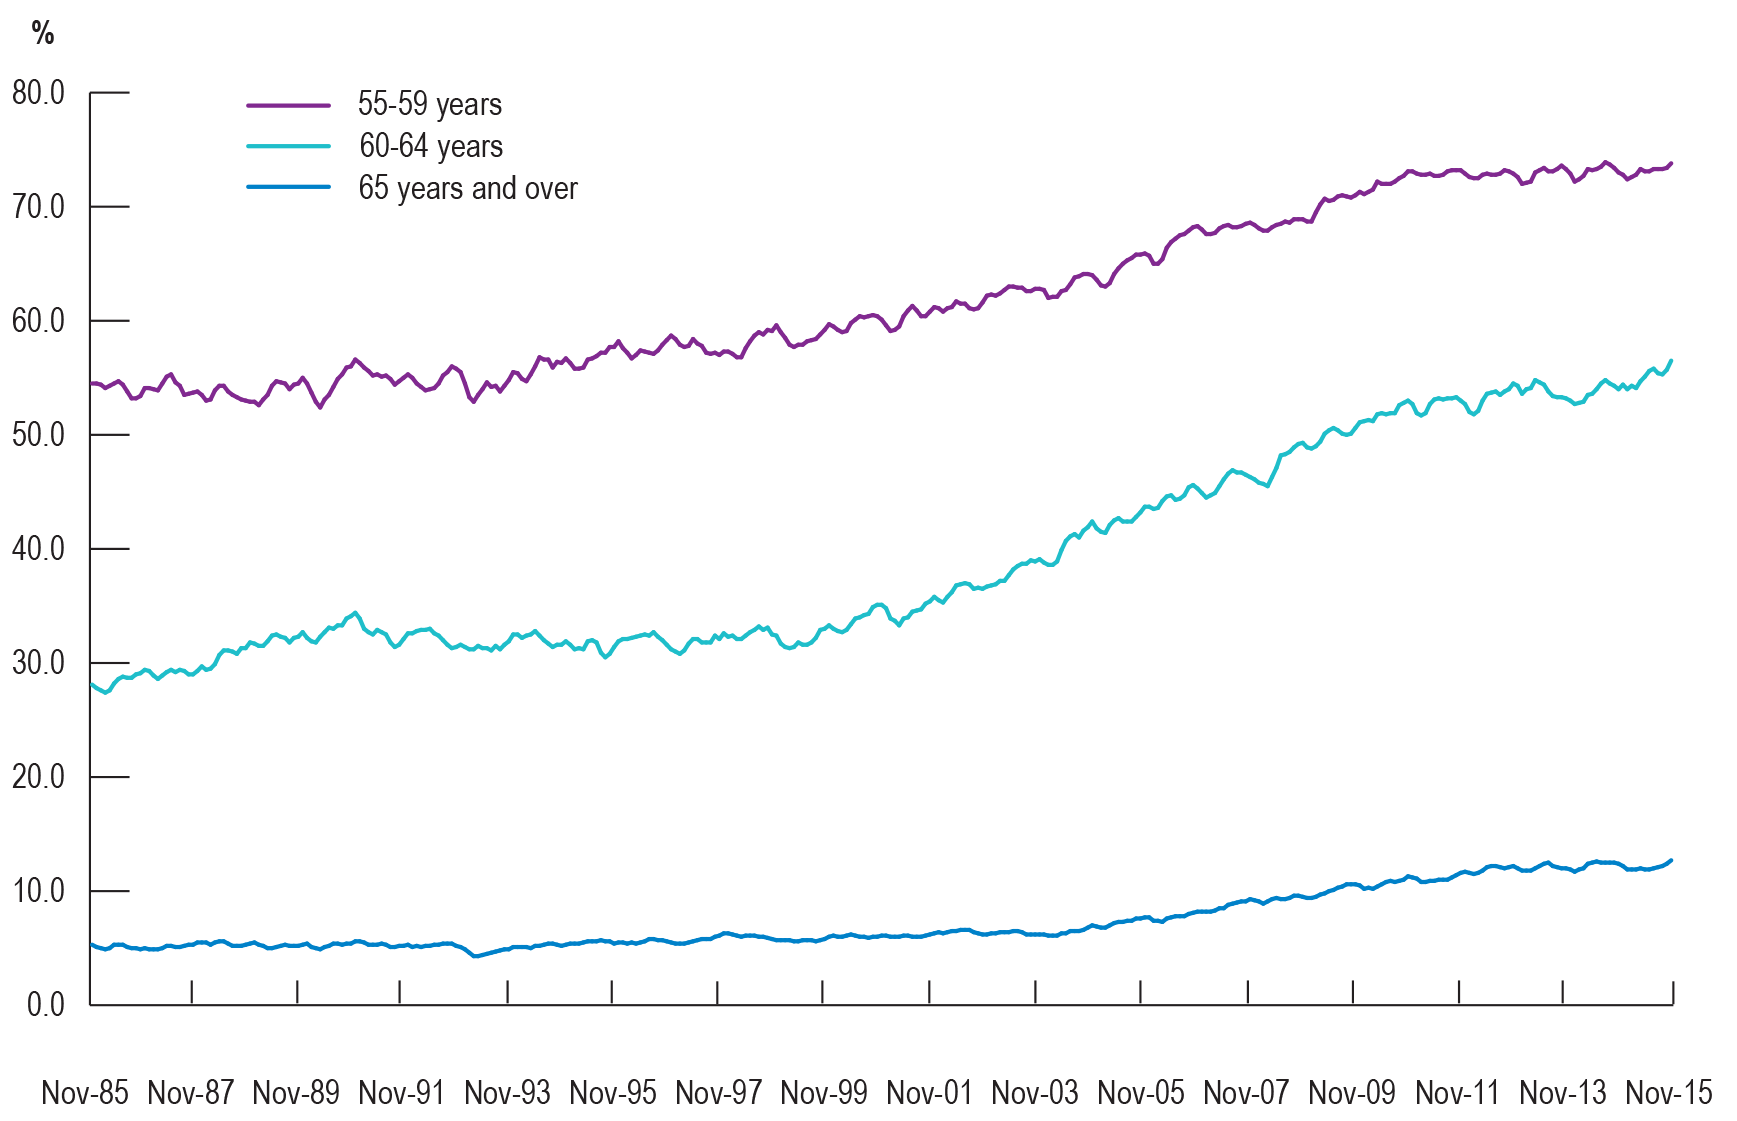 %
80.0
70.0
60.0
50.0
40.0
30.0
20.0
10.0
0.0
55-59 years
60-64 years
65 years and over
Nov-85 Nov-87 Nov-89 Nov-91 Nov-93 Nov-95 Nov-97 Nov-99 Nov-01 Nov-03 Nov-05 Nov-07 Nov-09 Nov-11 Nov-13 Nov-15